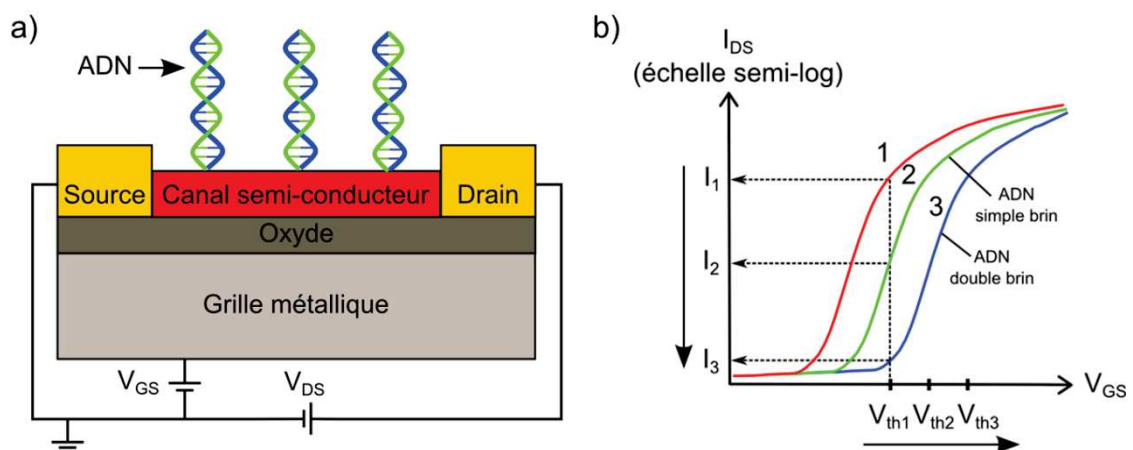 a)
ADN
Source
Canal semi-conducteur
Drain
Oxyde
Grille métallique
VGS
VDS
b)
IDS
(échelle semi-log)
I1
I2
I3
1
2
3
ADN
simple brin
ADN
double brin
VGS
Vth1 Vth2 Vth3